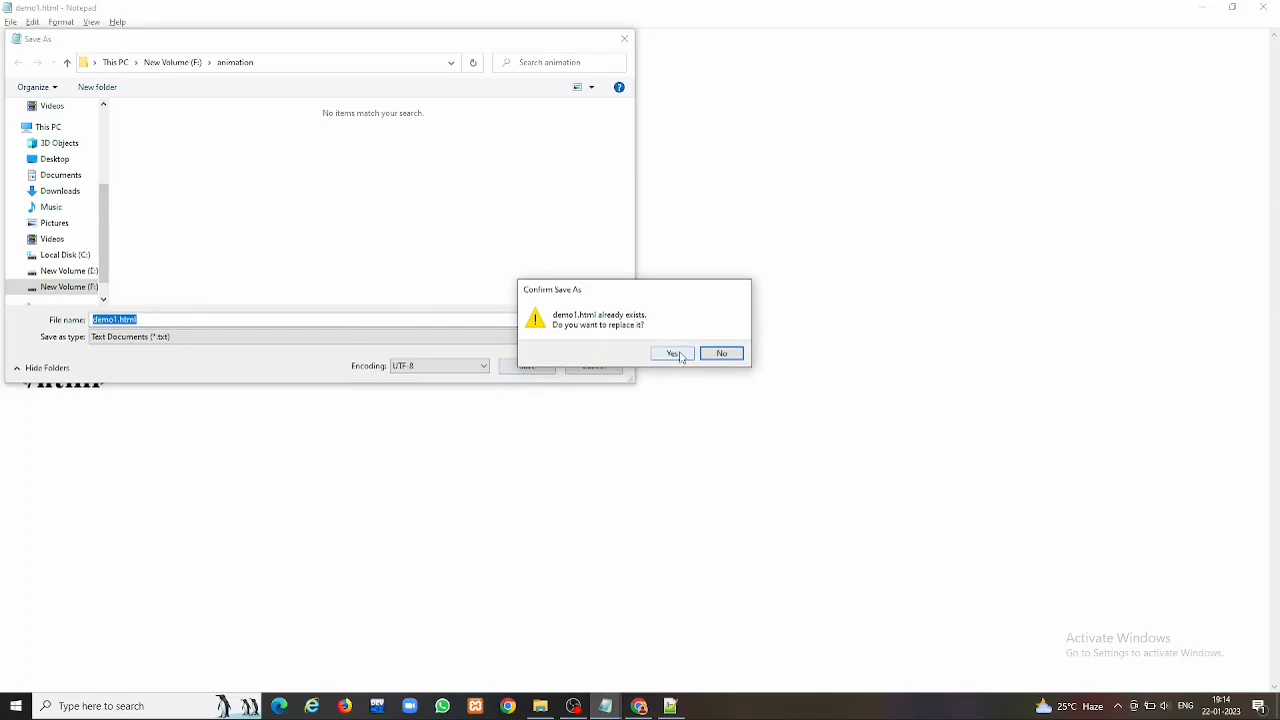 demo1.html - Notepad
File Edit Format View Help
Save As
This PC > New Volume (F:) > animation
Search animation
Organize
New folder
No items match your search.
Videos
This PC
3D Objects
Desktop
Documents
Downloads
Music
Pictures
Videos
Local Disk (C:)
New Volume (E:)
New Volume (F:)
File name: demo1.html
Save as type: Text Documents (*.txt)
Hide Folders
Encoding: UTF-8
Confirm Save As
demo1.html already exists.
Do you want to replace it?
Yes
No
Activate Windows
Go to Settings to activate Windows.
Type here to search
25°C Haze
ENG
19:14
22-01-2023